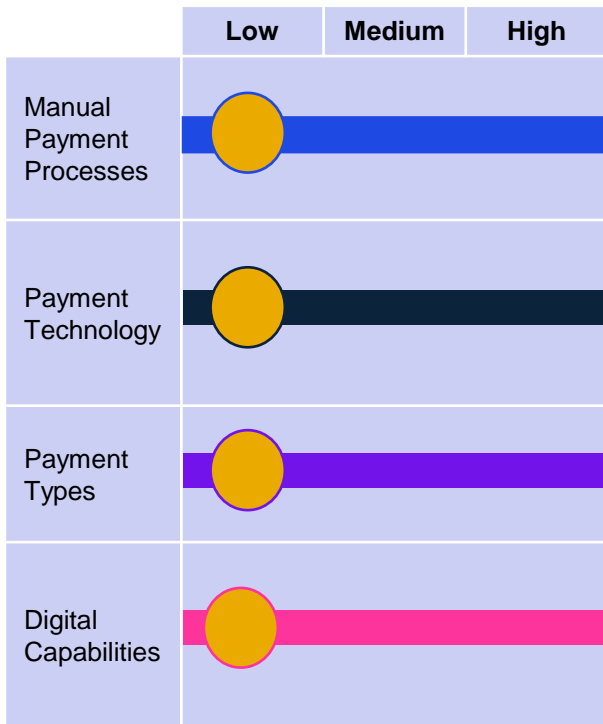 Low Medium High
Manual
Payment
Processes
Payment
Technology
Payment
Types
Digital
Capabilities